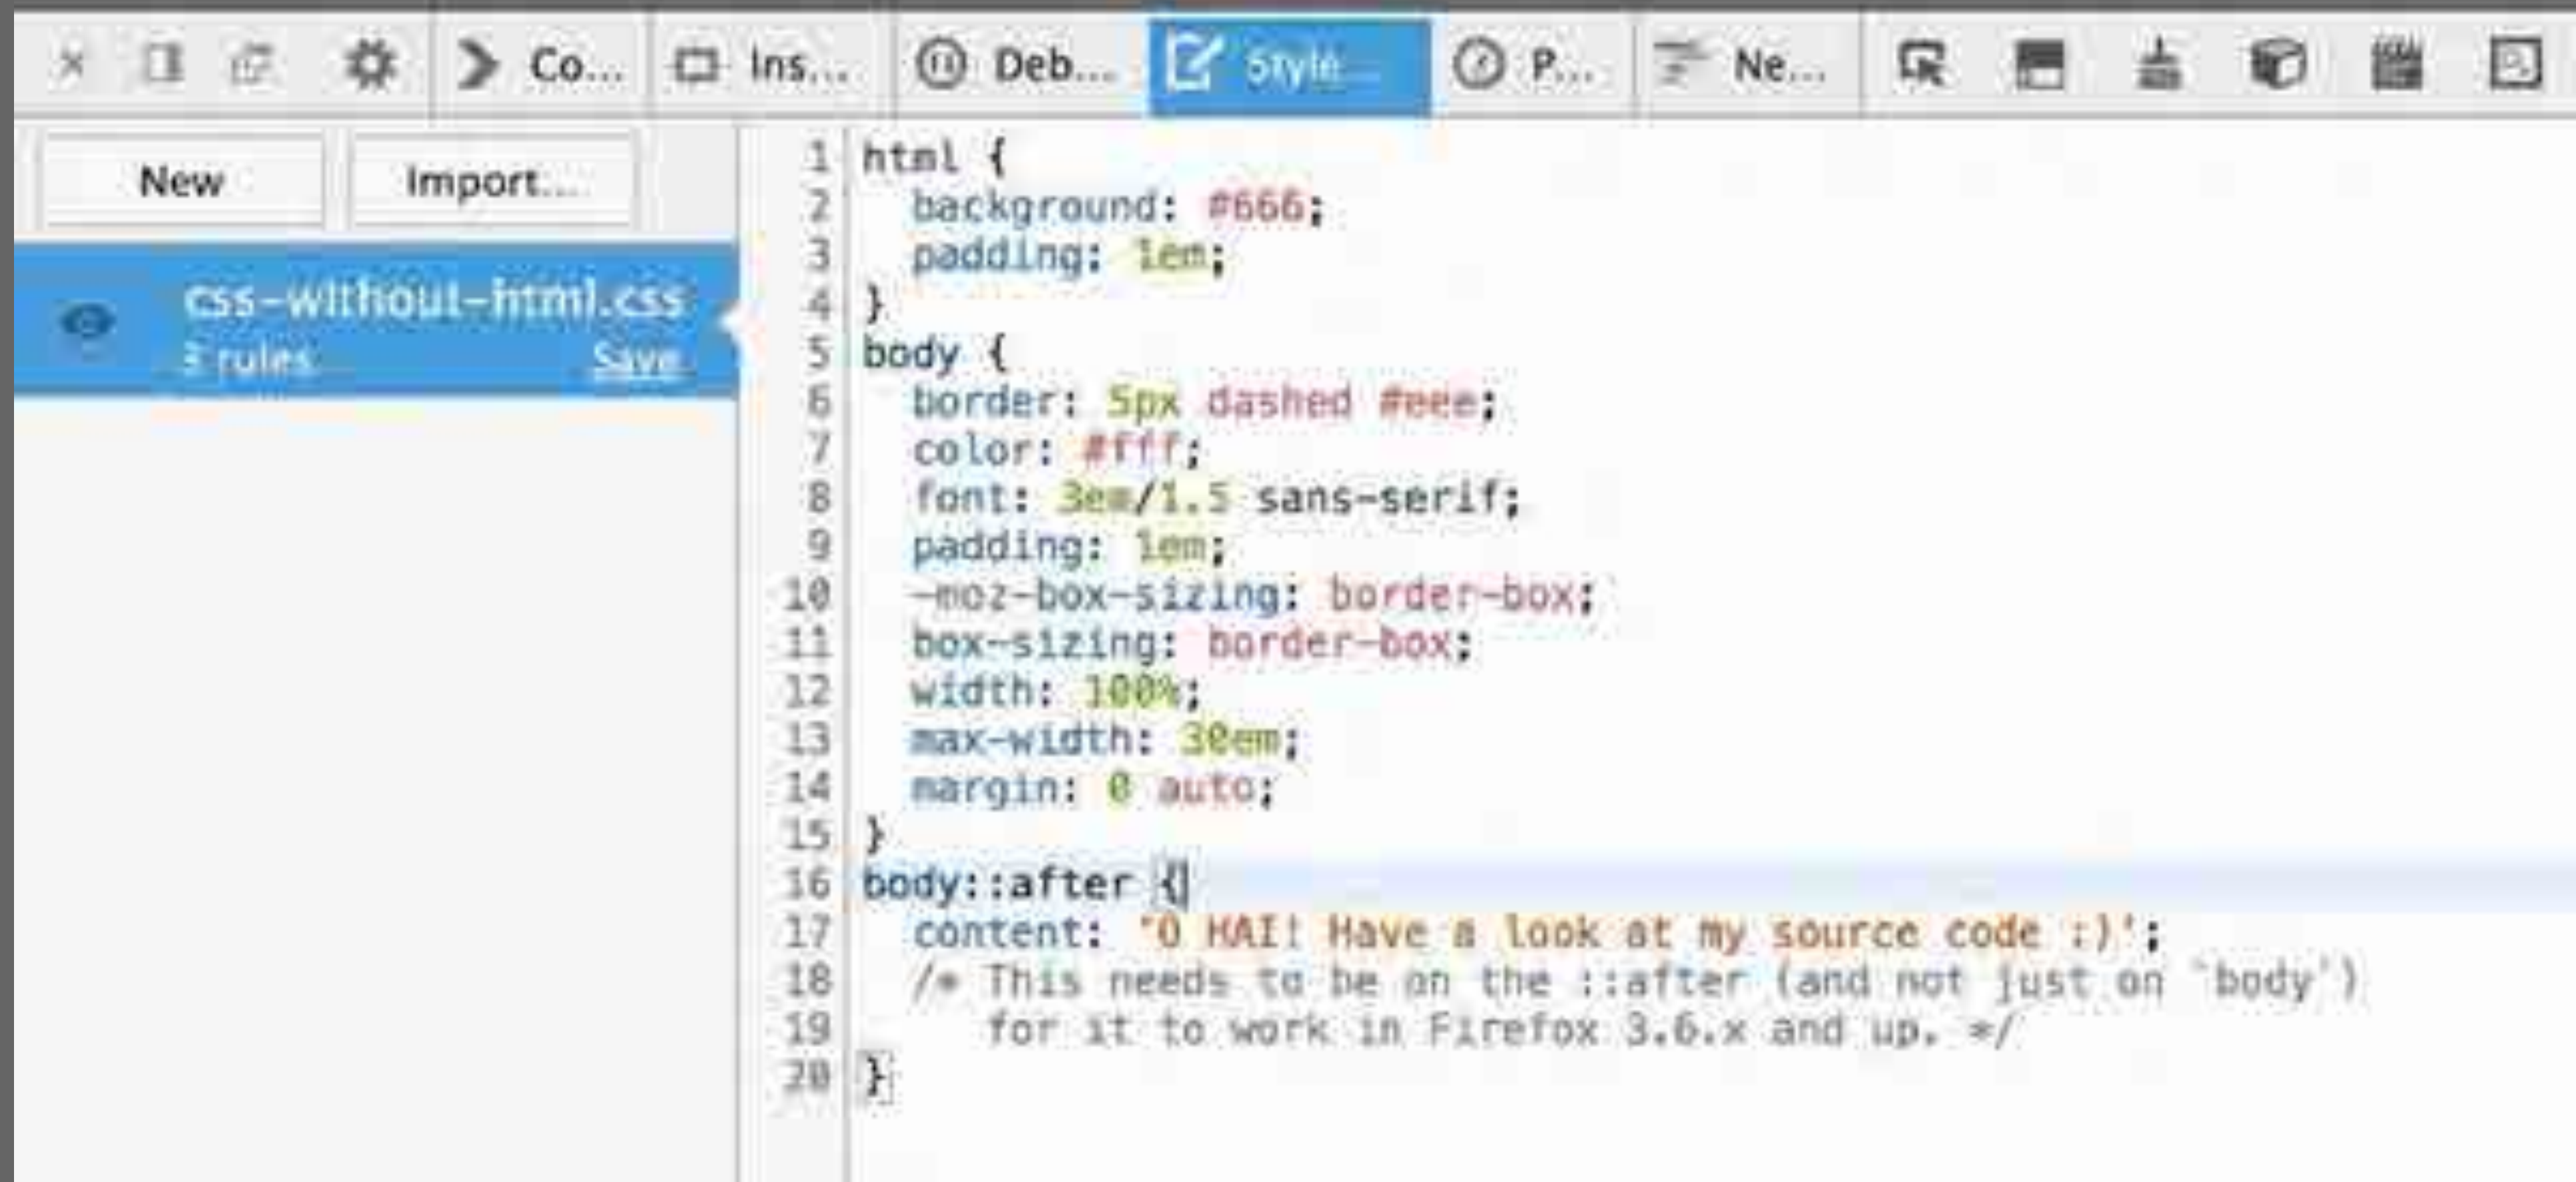 Co... Ins... Deb... Style... P... Ne...
New Import...
css-without-html.css
3 rules Save
1 html {
2 background: #666;
3 padding: 1em;
4 }
5 body {
6 border: 5px dashed #eee;
7 color: #fff;
8 font: 3em/1.5 sans-serif;
9 padding: 1em;
10 -moz-box-sizing: border-box;
11 box-sizing: border-box;
12 width: 100%;
13 max-width: 30em;
14 margin: 0 auto;
15 }
16 body::after {
17 content: 'O HAI! Have a look at my source code :)';
18 /* This needs to be on the ::after (and not just on `body`)
19 for it to work in Firefox 3.6.x and up. */
20 }